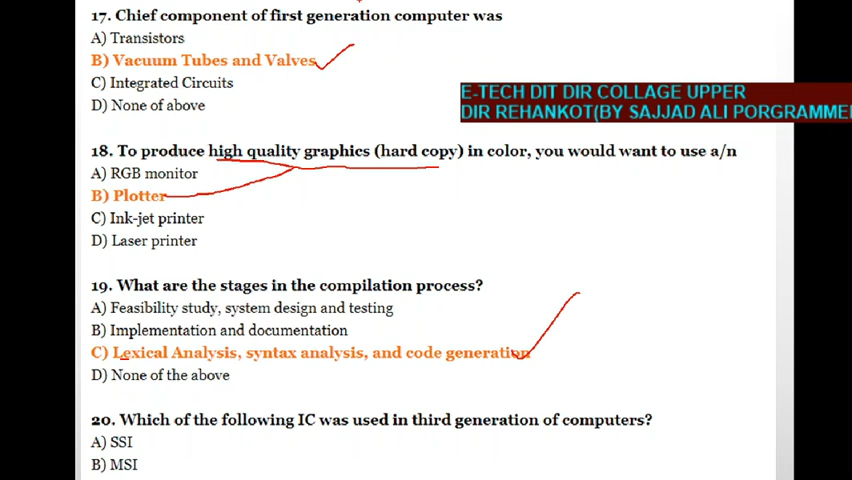 17. Chief component of first generation computer was
A) Transistors
B) Vacuum Tubes and Valves
C) Integrated Circuits
D) None of above
E-TECH DIT DIR COLLAGE UPPER
DIR REHANKOT(BY SAJJAD ALI PORGRAMMER
18. To produce high quality graphics (hard copy) in color, you would want to use a/n
A) RGB monitor
B) Plotter
C) Ink-jet printer
D) Laser printer
19. What are the stages in the compilation process?
A) Feasibility study, system design and testing
B) Implementation and documentation
C) Lexical Analysis, syntax analysis, and code generation
D) None of the above
20. Which of the following IC was used in third generation of computers?
A) SSI
B) MSI